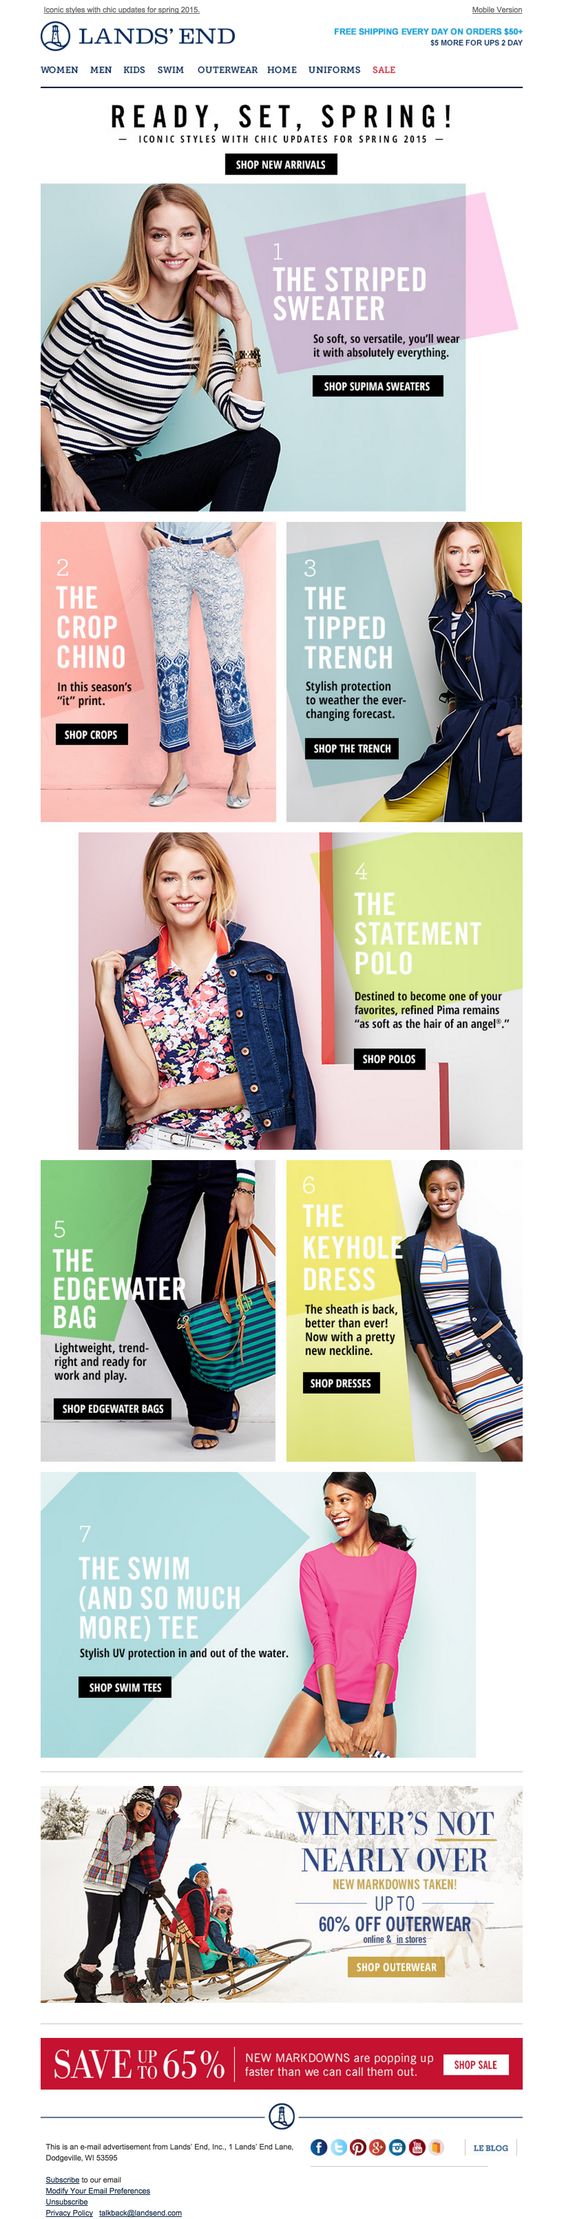 Iconic styles with chic updates for spring 2015.
Mobile Version
LANDS' END
FREE SHIPPING EVERY DAY ON ORDERS $50+
$5 MORE FOR UPS 2 DAY
WOMEN MEN KIDS SWIM OUTERWEAR HOME UNIFORMS SALE
READY, SET, SPRING!
— ICONIC STYLES WITH CHIC UPDATES FOR SPRING 2015 —
SHOP NEW ARRIVALS
1
THE STRIPED
SWEATER
So soft, so versatile, you'll wear
it with absolutely everything.
SHOP SUPIMA SWEATERS
2
THE
CROP
CHINO
In this season's
"it" print.
SHOP CROPS
3
THE
TIPPED
TRENCH
Stylish protection
to weather the ever-
changing forecast.
SHOP THE TRENCH
4
THE
STATEMENT
POLO
Destined to become one of your
favorites, refined Pima remains
"as soft as the hair of an angel®."
SHOP POLOS
5
THE
EDGEWATER
BAG
Lightweight, trend-
right and ready for
work and play.
SHOP EDGEWATER BAGS
6
THE
KEYHOLE
DRESS
The sheath is back,
better than ever!
Now with a pretty
new neckline.
SHOP DRESSES
7
THE SWIM
(AND SO MUCH
MORE) TEE
Stylish UV protection in and out of the water.
SHOP SWIM TEES
WINTER'S NOT
NEARLY OVER
NEW MARKDOWNS TAKEN!
UP TO
60% OFF OUTERWEAR
online & in stores
SHOP OUTERWEAR
SAVE UP TO 65%
NEW MARKDOWNS are popping up
faster than we can call them out.
SHOP SALE
This is an e-mail advertisement from Lands' End, Inc., 1 Lands' End Lane,
Dodgeville, WI 53595
LE BLOG
Subscribe to our email
Modify Your Email Preferences
Unsubscribe
Privacy Policy talkback@landsend.com